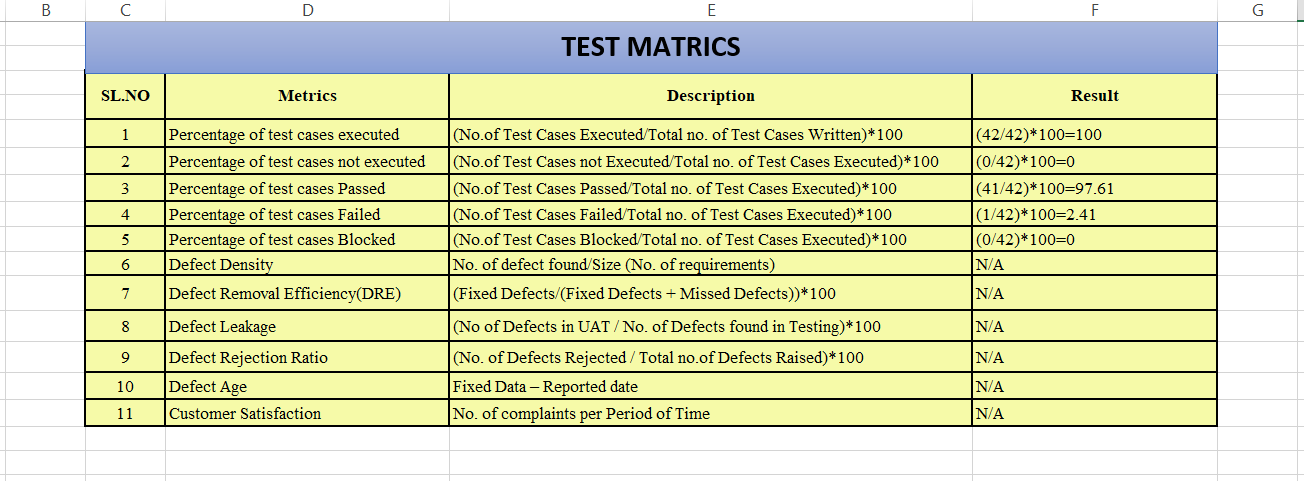 B C D E F G
TEST MATRICS
SL.NO Metrics Description Result
1 Percentage of test cases executed (No.of Test Cases Executed/Total no. of Test Cases Written)*100 (42/42)*100=100
2 Percentage of test cases not executed (No.of Test Cases not Executed/Total no. of Test Cases Executed)*100 (0/42)*100=0
3 Percentage of test cases Passed (No.of Test Cases Passed/Total no. of Test Cases Executed)*100 (41/42)*100=97.61
4 Percentage of test cases Failed (No.of Test Cases Failed/Total no. of Test Cases Executed)*100 (1/42)*100=2.41
5 Percentage of test cases Blocked (No.of Test Cases Blocked/Total no. of Test Cases Executed)*100 (0/42)*100=0
6 Defect Density No. of defect found/Size (No. of requirements) N/A
7 Defect Removal Efficiency(DRE) (Fixed Defects/(Fixed Defects + Missed Defects))*100 N/A
8 Defect Leakage (No of Defects in UAT / No. of Defects found in Testing)*100 N/A
9 Defect Rejection Ratio (No. of Defects Rejected / Total no.of Defects Raised)*100 N/A
10 Defect Age Fixed Data – Reported date N/A
11 Customer Satisfaction No. of complaints per Period of Time N/A